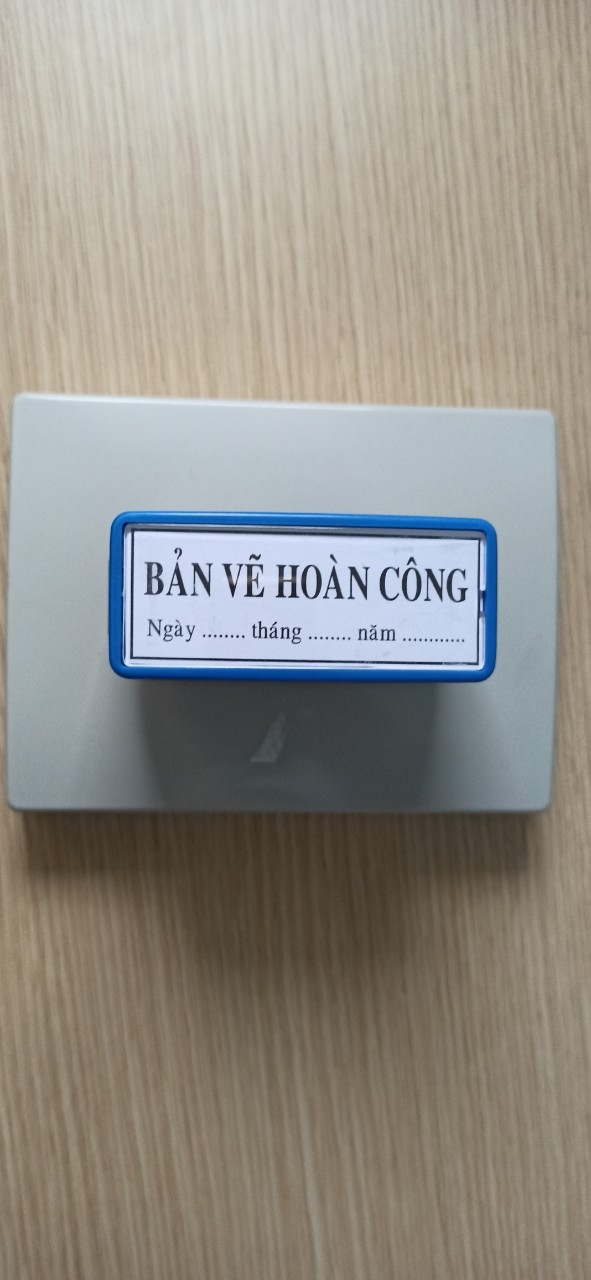 BẢN VẼ HOÀN CÔNG
Ngày ........ tháng ........ năm ............